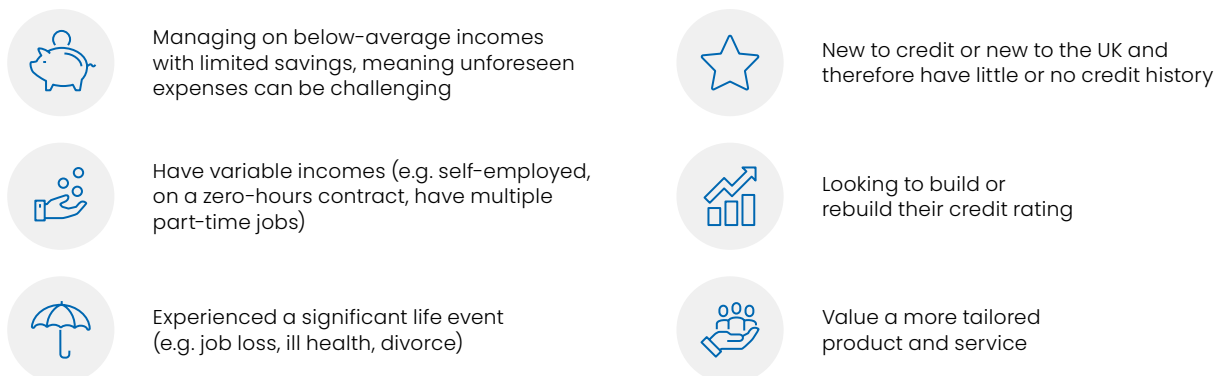 Managing on below-average incomes
with limited savings, meaning unforeseen
expenses can be challenging
Have variable incomes (e.g. self-employed,
on a zero-hours contract, have multiple
part-time jobs)
Experienced a significant life event
(e.g. job loss, ill health, divorce)
New to credit or new to the UK and
therefore have little or no credit history
Looking to build or
rebuild their credit rating
Value a more tailored
product and service